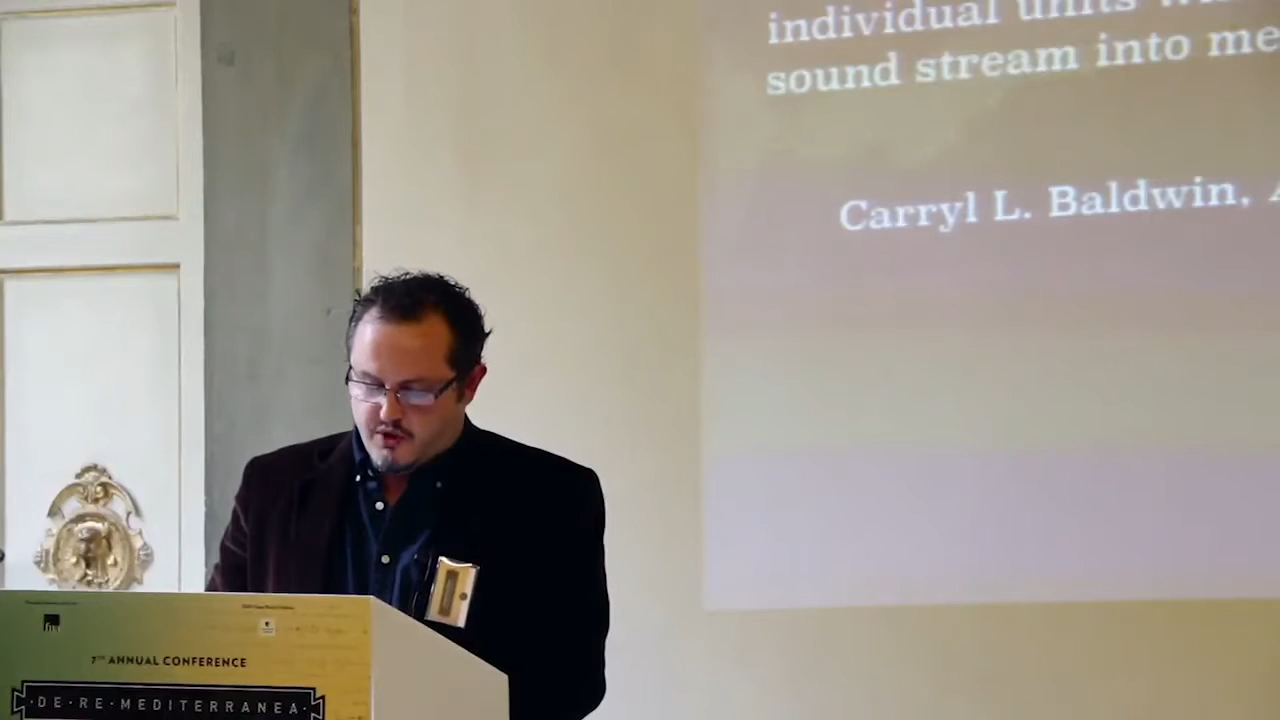 individual units
sound stream into me
Carryl L. Baldwin, A
7TH ANNUAL CONFERENCE
·DE·RE·MEDITERRANEA·